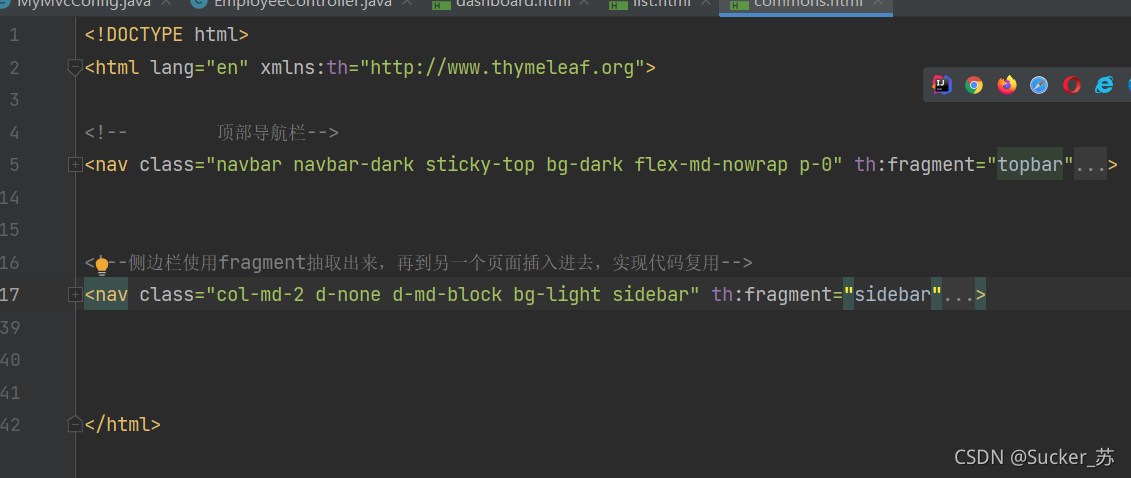 MyMvcConfig.java EmployeeController.java dashboard.html list.html commons.html
1 <!DOCTYPE html>
2 <html lang="en" xmlns:th="http://www.thymeleaf.org">
3
4 <!-- 顶部导航栏-->
5 <nav class="navbar navbar-dark sticky-top bg-dark flex-md-nowrap p-0" th:fragment="topbar"...>
14
15
16 <!--侧边栏使用fragment抽取出来，再到另一个页面插入进去，实现代码复用-->
17 <nav class="col-md-2 d-none d-md-block bg-light sidebar" th:fragment="sidebar"...>
39
40
41
42 </html>
CSDN @Sucker_苏